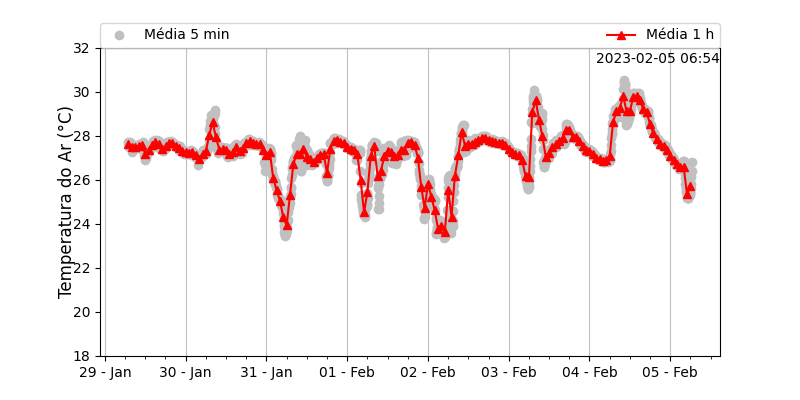 Média 5 min
Média 1 h
2023-02-05 06:54
Temperatura do Ar (°C)
32
30
28
26
24
22
20
18
29 - Jan
30 - Jan
31 - Jan
01 - Feb
02 - Feb
03 - Feb
04 - Feb
05 - Feb